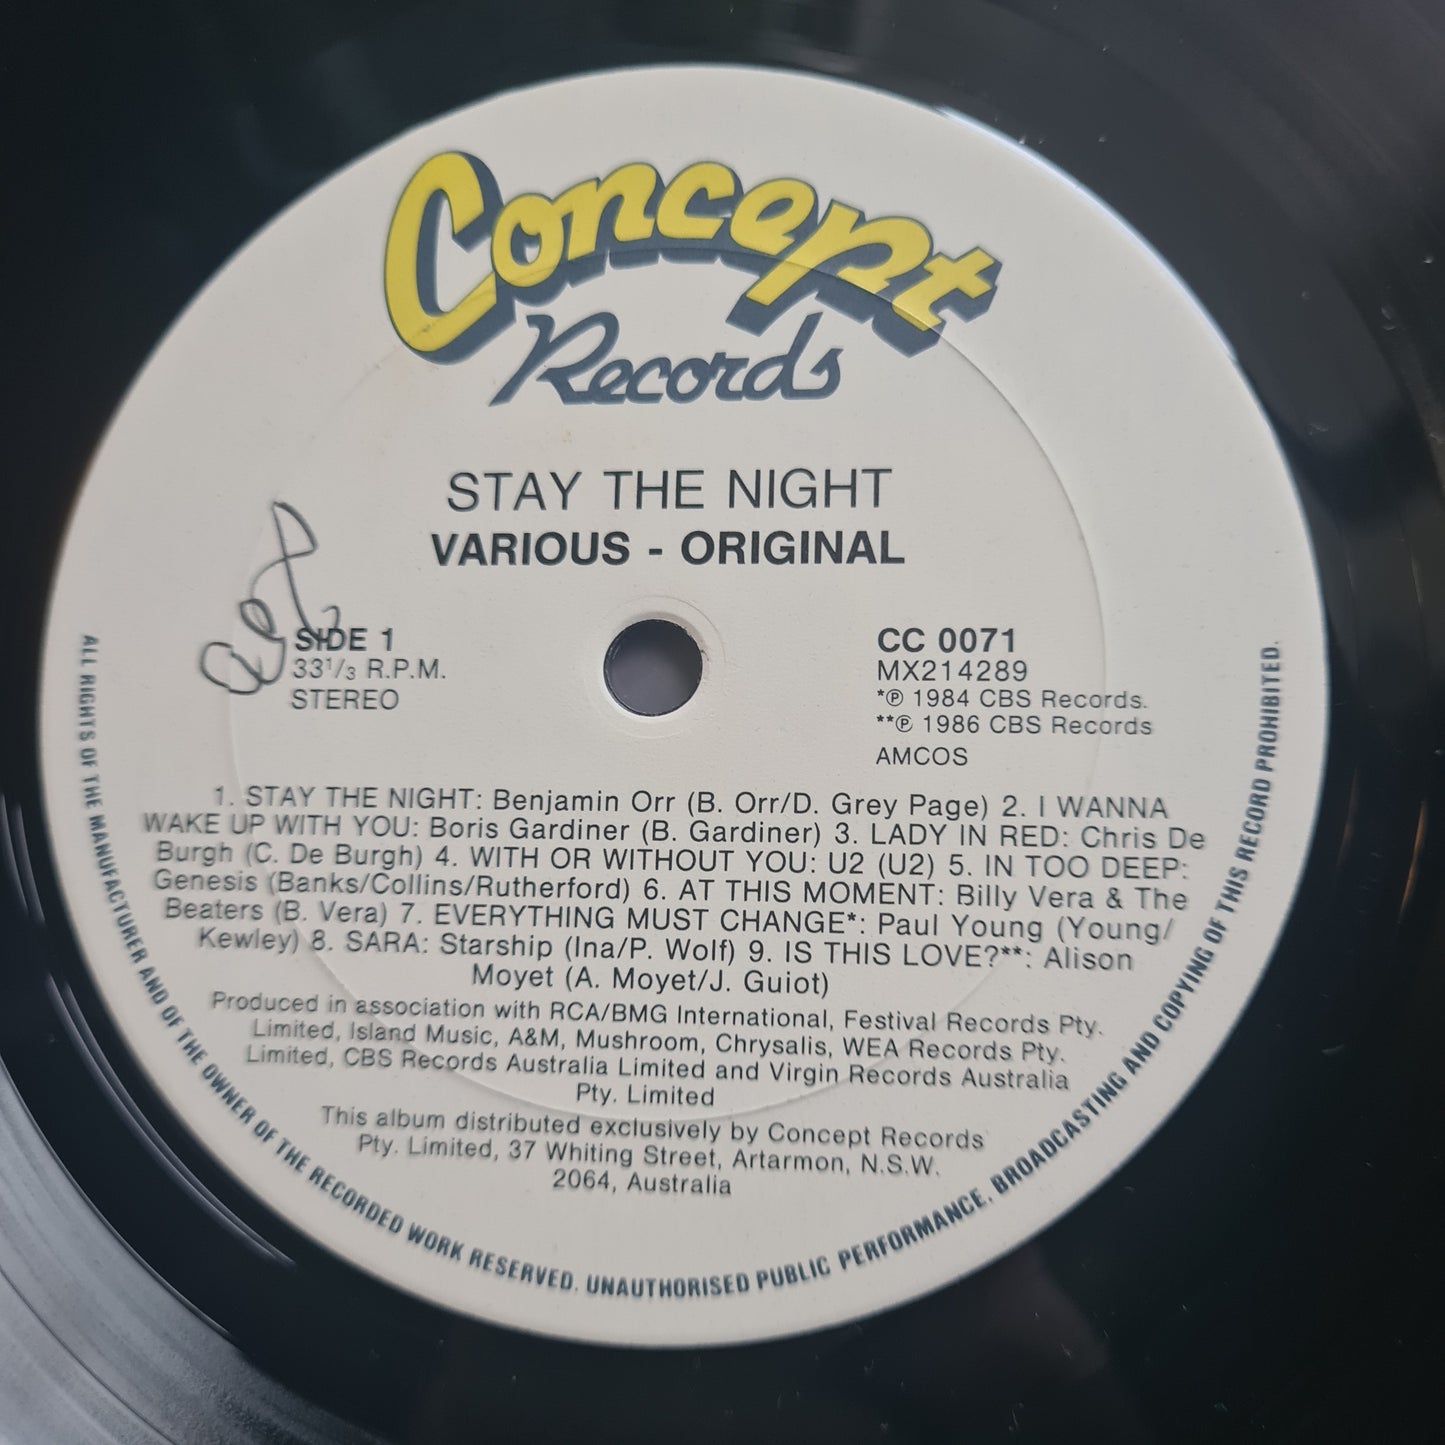 Concept
Records
STAY THE NIGHT
VARIOUS - ORIGINAL
SIDE 1
33 1/3 R.P.M.
STEREO
CC 0071
MX214289
*℗ 1984 CBS Records.
**℗ 1986 CBS Records
AMCOS
1. STAY THE NIGHT: Benjamin Orr (B. Orr/D. Grey Page) 2. I WANNA
WAKE UP WITH YOU: Boris Gardiner (B. Gardiner) 3. LADY IN RED: Chris De
Burgh (C. De Burgh) 4. WITH OR WITHOUT YOU: U2 (U2) 5. IN TOO DEEP:
Genesis (Banks/Collins/Rutherford) 6. AT THIS MOMENT: Billy Vera & The
Beaters (B. Vera) 7. EVERYTHING MUST CHANGE*: Paul Young (Young/
Kewley) 8. SARA: Starship (Ina/P. Wolf) 9. IS THIS LOVE?**: Alison
Moyet (A. Moyet/J. Guiot)
Produced in association with RCA/BMG International, Festival Records Pty.
Limited, Island Music, A&M, Mushroom, Chrysalis, WEA Records Pty.
Limited, CBS Records Australia Limited and Virgin Records Australia
Pty. Limited
This album distributed exclusively by Concept Records
Pty. Limited, 37 Whiting Street, Artarmon, N.S.W.
2064, Australia
ALL RIGHTS OF THE MANUFACTURER AND OF THE OWNER OF THE RECORDED WORK RESERVED. UNAUTHORISED PUBLIC PERFORMANCE, BROADCASTING AND COPYING OF THIS RECORD PROHIBITED.